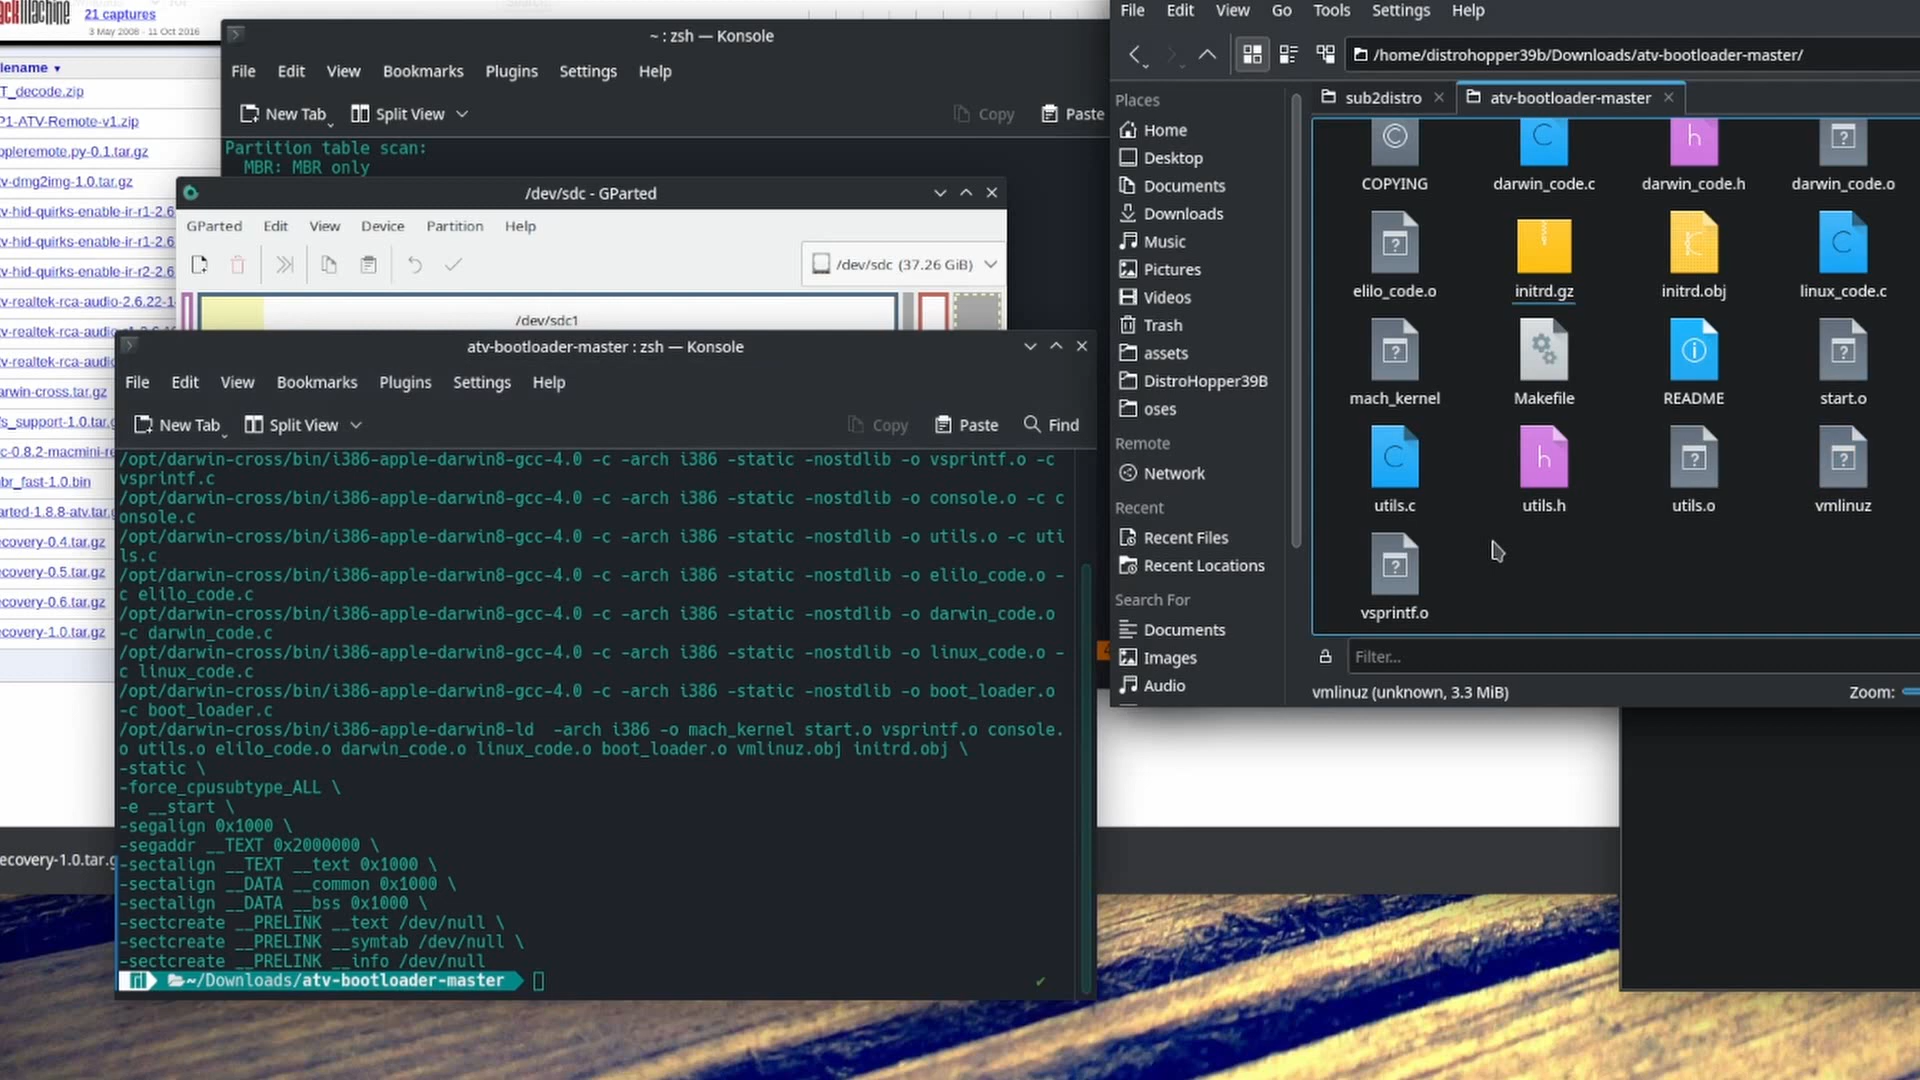 21 captures
3 May 2008 - 11 Oct 2016
lename ▾
T_decode.zip
P1-ATV-Remote-v1.zip
ppleremote.py-0.1.tar.gz
v-dmg2img-1.0.tar.gz
v-hid-quirks-enable-ir-r1-2.6
v-hid-quirks-enable-ir-r1-2.6
v-hid-quirks-enable-ir-r2-2.6
v-realtek-rca-audio-2.6.22-1
v-realtek-rca-audio
arwin-cross.tar.gz
fs_support-1.0.tar.g
c-0.8.2-macmini-re
br_fast-1.0.bin
arted-1.8.8-atv.tar.g
ecovery-0.4.tar.gz
ecovery-0.5.tar.gz
ecovery-0.6.tar.gz
ecovery-1.0.tar.gz
ecovery-1.0.tar.g
~ : zsh — Konsole
File Edit View Bookmarks Plugins Settings Help
New Tab Split View Copy Paste
Partition table scan:
MBR: MBR only
/dev/sdc - GParted
GParted Edit View Device Partition Help
/dev/sdc (37.26 GiB)
/dev/sdc1
atv-bootloader-master : zsh — Konsole
File Edit View Bookmarks Plugins Settings Help
New Tab Split View Copy Paste Find
/opt/darwin-cross/bin/i386-apple-darwin8-gcc-4.0 -c -arch i386 -static -nostdlib -o vsprintf.o -c
vsprintf.c
/opt/darwin-cross/bin/i386-apple-darwin8-gcc-4.0 -c -arch i386 -static -nostdlib -o console.o -c c
onsole.c
/opt/darwin-cross/bin/i386-apple-darwin8-gcc-4.0 -c -arch i386 -static -nostdlib -o utils.o -c uti
ls.c
/opt/darwin-cross/bin/i386-apple-darwin8-gcc-4.0 -c -arch i386 -static -nostdlib -o elilo_code.o -
c elilo_code.c
/opt/darwin-cross/bin/i386-apple-darwin8-gcc-4.0 -c -arch i386 -static -nostdlib -o darwin_code.o
-c darwin_code.c
/opt/darwin-cross/bin/i386-apple-darwin8-gcc-4.0 -c -arch i386 -static -nostdlib -o linux_code.o -
c linux_code.c
/opt/darwin-cross/bin/i386-apple-darwin8-gcc-4.0 -c -arch i386 -static -nostdlib -o boot_loader.o
-c boot_loader.c
/opt/darwin-cross/bin/i386-apple-darwin8-ld -arch i386 -o mach_kernel start.o vsprintf.o console.
o utils.o elilo_code.o darwin_code.o linux_code.o boot_loader.o vmlinuz.obj initrd.obj \
-static \
-force_cpusubtype_ALL \
-e __start \
-segalign 0x1000 \
-segaddr __TEXT 0x2000000 \
-sectalign __TEXT __text 0x1000 \
-sectalign __DATA __common 0x1000 \
-sectalign __DATA __bss 0x1000 \
-sectcreate __PRELINK __text /dev/null \
-sectcreate __PRELINK __symtab /dev/null \
-sectcreate __PRELINK __info /dev/null
~/Downloads/atv-bootloader-master
File Edit View Go Tools Settings Help
/home/distrohopper39b/Downloads/atv-bootloader-master/
sub2distro atv-bootloader-master
Places
Home
Desktop
Documents
Downloads
Music
Pictures
Videos
Trash
assets
DistroHopper39B
oses
Remote
Network
Recent
Recent Files
Recent Locations
Search For
Documents
Images
Audio
COPYING darwin_code.c darwin_code.h darwin_code.o
elilo_code.o initrd.gz initrd.obj linux_code.c
mach_kernel Makefile README start.o
utils.c utils.h utils.o vmlinuz
vsprintf.o
Filter...
vmlinuz (unknown, 3.3 MiB)
Zoom: